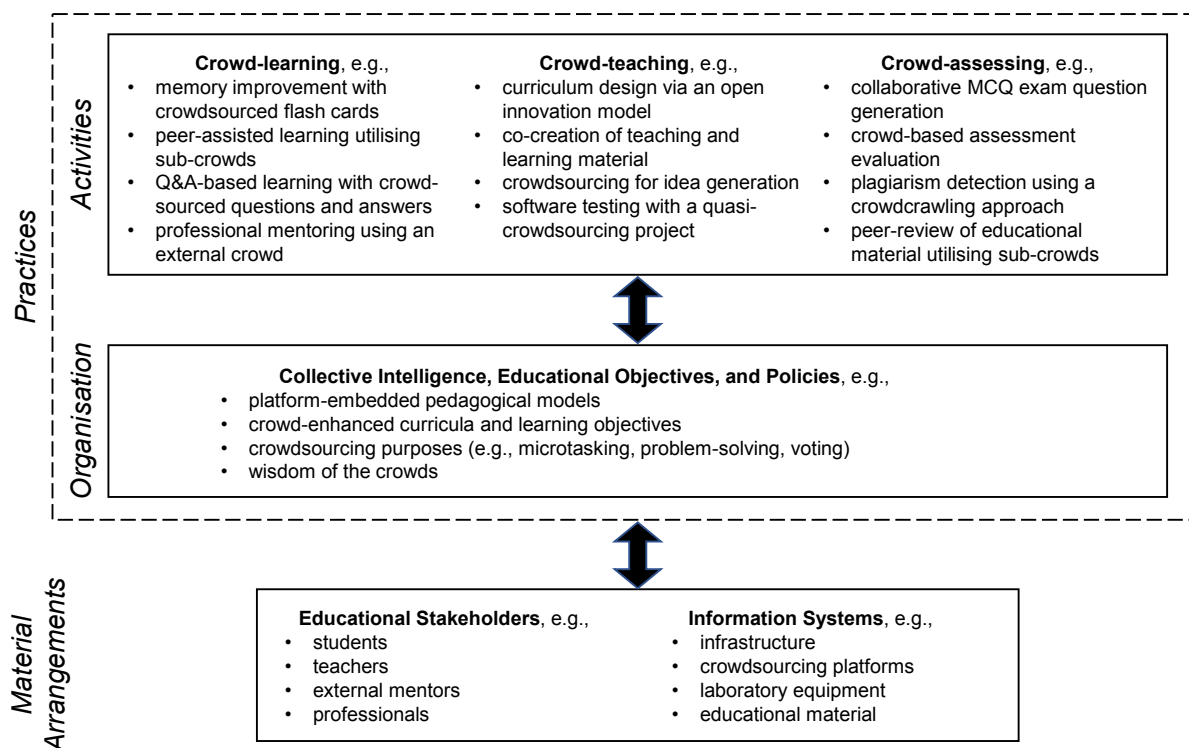 Practices
Activities
Crowd-learning, e.g.,
• memory improvement with
crowdsourced flash cards
• peer-assisted learning utilising
sub-crowds
• Q&A-based learning with crowd-
sourced questions and answers
• professional mentoring using an
external crowd
Crowd-teaching, e.g.,
• curriculum design via an open
innovation model
• co-creation of teaching and
learning material
• crowdsourcing for idea generation
• software testing with a quasi-
crowdsourcing project
Crowd-assessing, e.g.,
• collaborative MCQ exam question
generation
• crowd-based assessment
evaluation
• plagiarism detection using a
crowdcrawling approach
• peer-review of educational
material utilising sub-crowds
Organisation
Collective Intelligence, Educational Objectives, and Policies, e.g.,
• platform-embedded pedagogical models
• crowd-enhanced curricula and learning objectives
• crowdsourcing purposes (e.g., microtasking, problem-solving, voting)
• wisdom of the crowds
Material
Arrangements
Educational Stakeholders, e.g.,
• students
• teachers
• external mentors
• professionals
Information Systems, e.g.,
• infrastructure
• crowdsourcing platforms
• laboratory equipment
• educational material